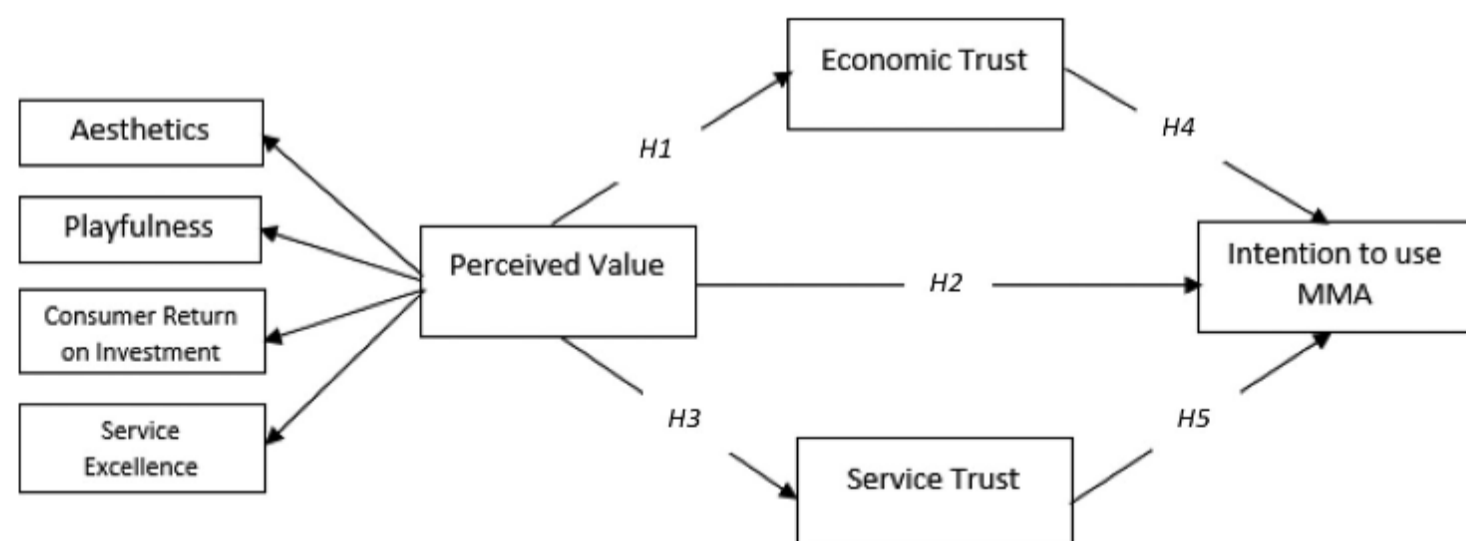 Economic Trust
Aesthetics
H4
H1
Playfulness
Perceived Value
Intention to use
MMA
H2
Consumer Return
on Investment
H3
H5
Service
Excellence
Service Trust